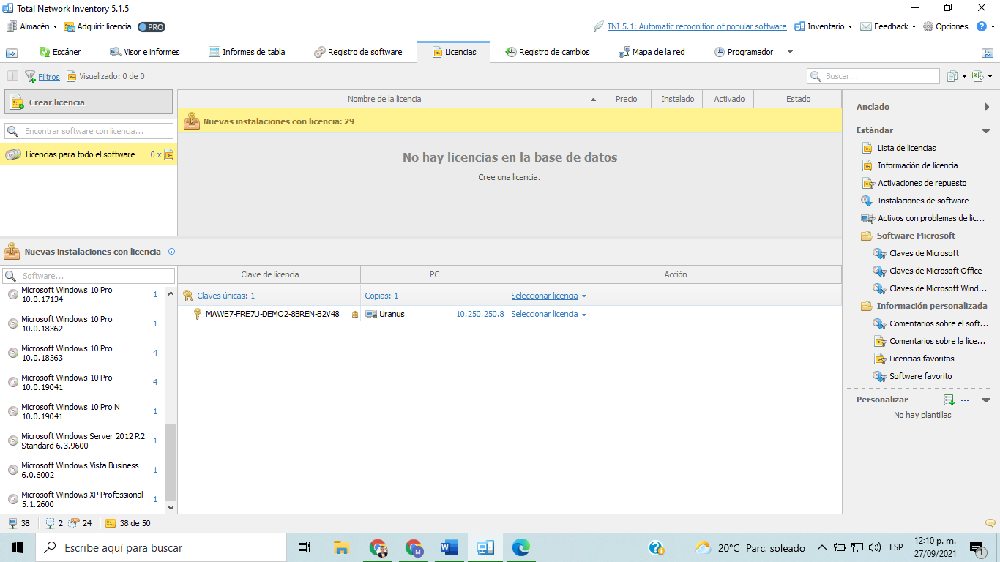 Total Network Inventory 5.1.5
Almacén
Adquirir licencia
PRO
TNI 5.1: Automatic recognition of popular software
Inventario
Feedback
Opciones
Escáner
Visor e informes
Informes de tabla
Registro de software
Licencias
Registro de cambios
Mapa de la red
Programador
Filtros
Visualizado: 0 de 0
Buscar...
Crear licencia
Encontrar software con licencia...
Licencias para todo el software
0 x
Nombre de la licencia
Precio
Instalado
Activado
Estado
Nuevas instalaciones con licencia: 29
No hay licencias en la base de datos
Cree una licencia.
Nuevas instalaciones con licencia
Software...
Microsoft Windows 10 Pro
10.0.17134
1
Microsoft Windows 10 Pro
10.0.18362
1
Microsoft Windows 10 Pro
10.0.18363
4
Microsoft Windows 10 Pro
10.0.19041
4
Microsoft Windows 10 Pro N
10.0.19041
1
Microsoft Windows Server 2012 R2
Standard 6.3.9600
1
Microsoft Windows Vista Business
6.0.6002
1
Microsoft Windows XP Professional
5.1.2600
1
Clave de licencia
PC
Acción
Claves únicas: 1
Copias: 1
Seleccionar licencia
MAWE7-FRE7U-DEMO2-8BREN-B2V48
Uranus
10.250.250.8
Seleccionar licencia
Anclado
Estándar
Lista de licencias
Información de licencia
Activaciones de repuesto
Instalaciones de software
Activos con problemas de lic...
Software Microsoft
Claves de Microsoft
Claves de Microsoft Office
Claves de Microsoft Wind...
Información personalizada
Comentarios sobre el soft...
Comentarios sobre la lice...
Licencias favoritas
Software favorito
Personalizar
No hay plantillas
38
2
24
38 de 50
Escribe aquí para buscar
20°C Parc. soleado
ESP
12:10 p. m.
27/09/2021
1